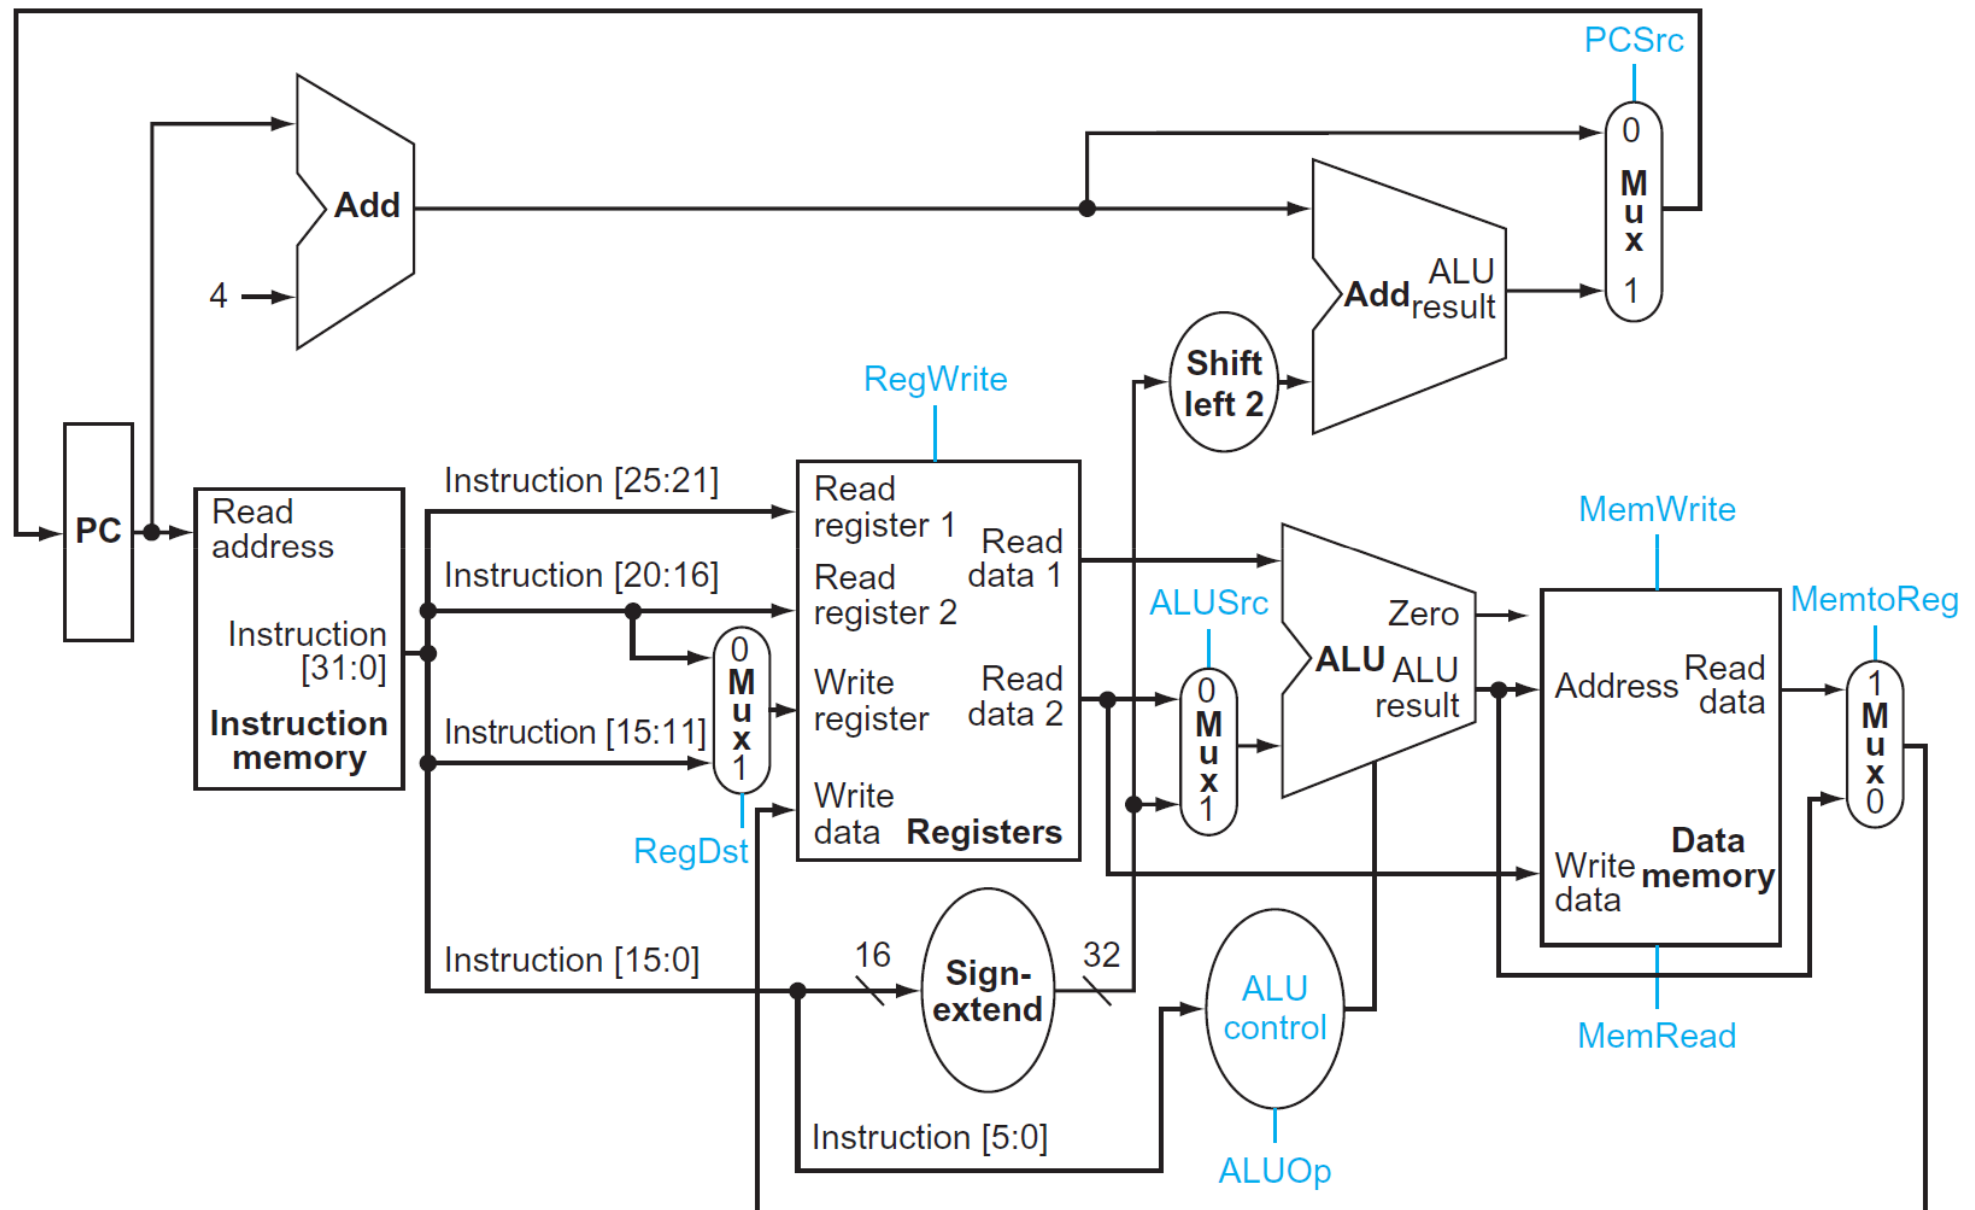 PCSrc
0
M
u
x
1
Add
4
Add
ALU
result
Shift
left 2
RegWrite
PC
Read
address
Instruction
[31:0]
Instruction
memory
Instruction [25:21]
Instruction [20:16]
Instruction [15:11]
Instruction [15:0]
Instruction [5:0]
0
M
u
x
1
RegDst
Read
register 1
Read
register 2
Write
register
Write
data
Read
data 1
Read
data 2
Registers
16
Sign-
extend
32
ALUSrc
0
M
u
x
1
Zero
ALU
ALU
result
ALU
control
ALUOp
MemWrite
Address
Read
data
Write
data
Data
memory
MemRead
MemtoReg
1
M
u
x
0